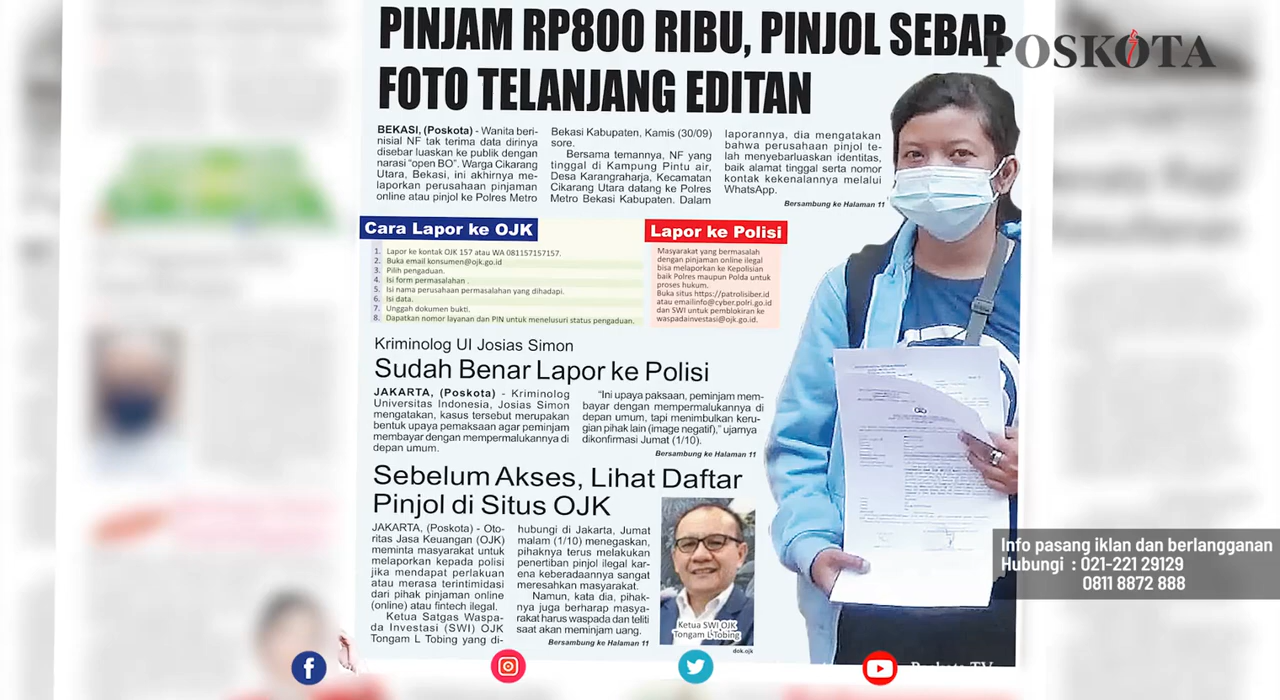 PINJAM RP800 RIBU, PINJOL SEBAR
FOTO TELANJANG EDITAN
POSKOTA
BEKASI, (Poskota) - Wanita beri-
nisial NF tak terima data dirinya
disebar luaskan ke publik dengan
narasi “open BO”. Warga Cikarang
Utara, Bekasi, ini akhirnya me-
laporkan perusahaan pinjaman
online atau pinjol ke Polres Metro
Bekasi Kabupaten, Kamis (30/09)
sore.
Bersama temannya, NF yang
tinggal di Kampung Pintu air,
Desa Karangraharja, Kecamatan
Cikarang Utara datang ke Polres
Metro Bekasi Kabupaten. Dalam
laporannya, dia mengatakan
bahwa perusahaan pinjol te-
lah menyebarluaskan identitas,
baik alamat tinggal serta nomor
kontak kekenalannya melalui
WhatsApp.
Bersambung ke Halaman 11
Cara Lapor ke OJK
1. Lapor ke kontak OJK 157 atau WA 081157157157.
2. Buka email konsumen@ojk.go.id
3. Pilih pengaduan.
4. Isi form permasalahan .
5. Isi nama perusahaan permasalahan yang dihadapi.
6. Isi data.
7. Unggah dokumen bukti.
8. Dapatkan nomor layanan dan PIN untuk menelusuri status pengaduan.
Lapor ke Polisi
Masyarakat yang bermasalah
dengan pinjaman online ilegal
bisa melaporkan ke Kepolisian
baik Polres maupun Polda untuk
proses hukum.
Buka situs https://patrolisiber.id
atau emailinfo@cyber.polri.go.id
dan SWI untuk pemblokiran ke
waspadainvestasi@ojk.go.id.
Kriminolog UI Josias Simon
Sudah Benar Lapor ke Polisi
JAKARTA, (Poskota) - Kriminolog
Universitas Indonesia, Josias Simon
mengatakan, kasus tersebut merupakan
bentuk upaya pemaksaan agar peminjam
membayar dengan mempermalukannya di
depan umum.
“Ini upaya paksaan, peminjam mem-
bayar dengan mempermalukannya di
depan umum, tapi menimbulkan keru-
gian pihak lain (image negatif),” ujarnya
dikonfirmasi Jumat (1/10).
Bersambung ke Halaman 11
Sebelum Akses, Lihat Daftar
Pinjol di Situs OJK
JAKARTA, (Poskota) - Oto-
ritas Jasa Keuangan (OJK)
meminta masyarakat untuk
melaporkan kepada polisi
jika mendapat perlakuan
atau merasa terintimidasi
dari pihak pinjaman online
(online) atau fintech ilegal.
Ketua Satgas Waspa-
da Investasi (SWI) OJK
Tongam L Tobing yang di-
hubungi di Jakarta, Jumat
malam (1/10) menegaskan,
pihaknya terus melakukan
penertiban pinjol ilegal kar-
ena keberadaannya sangat
meresahkan masyarakat.
Namun, kata dia, pihak-
nya juga berharap masya-
rakat harus waspada dan teliti
saat akan meminjam uang.
Bersambung ke Halaman 11
Ketua SWI OJK
Tongam L Tobing
dok.ojk
Info pasang iklan dan berlangganan
Hubungi : 021-221 29129
0811 8872 888